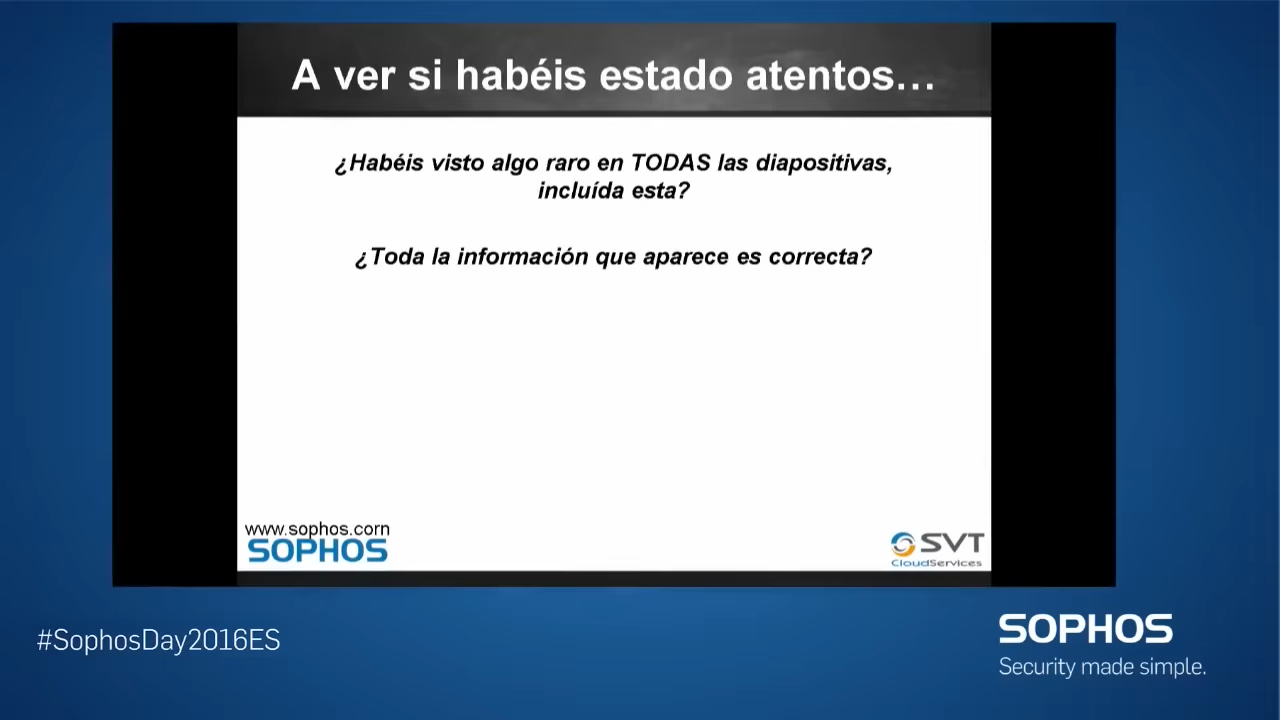 A ver si habéis estado atentos...
¿Habéis visto algo raro en TODAS las diapositivas,
incluída esta?
¿Toda la información que aparece es correcta?
www.sophos.corn
SOPHOS
SVT
CloudServices
#SophosDay2016ES
SOPHOS
Security made simple.